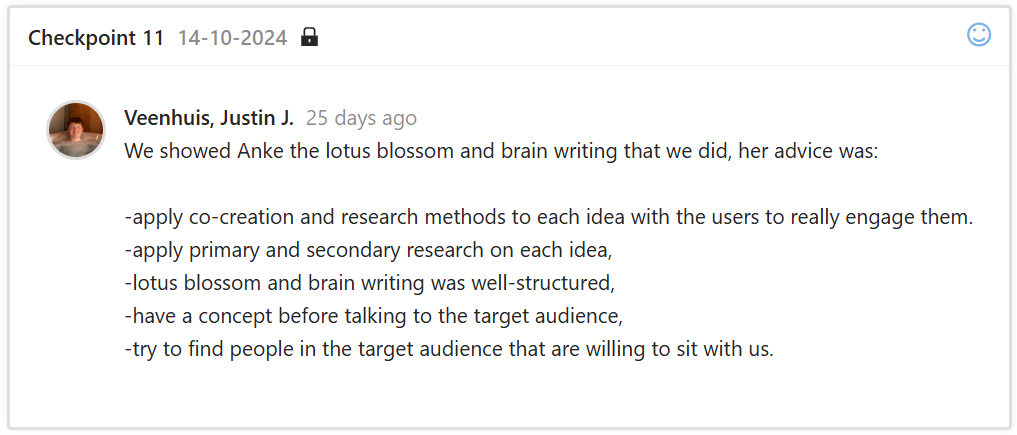 Checkpoint 11 14-10-2024
Veenhuis, Justin J. 25 days ago
We showed Anke the lotus blossom and brain writing that we did, her advice was:
-apply co-creation and research methods to each idea with the users to really engage them.
-apply primary and secondary research on each idea,
-lotus blossom and brain writing was well-structured,
-have a concept before talking to the target audience,
-try to find people in the target audience that are willing to sit with us.